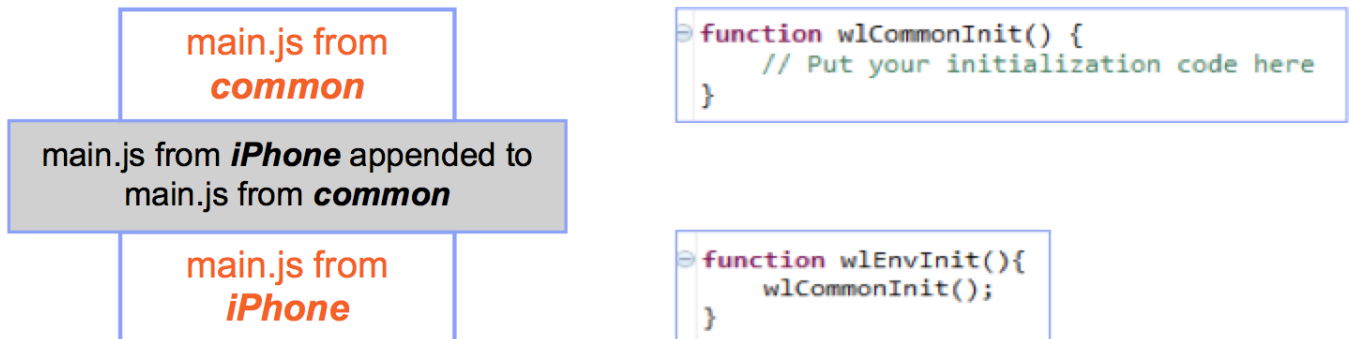 main.js from
common
main.js from iPhone appended to
main.js from common
main.js from
iPhone
function wlCommonInit() {
// Put your initialization code here
}
function wlEnvInit(){
wlCommonInit();
}